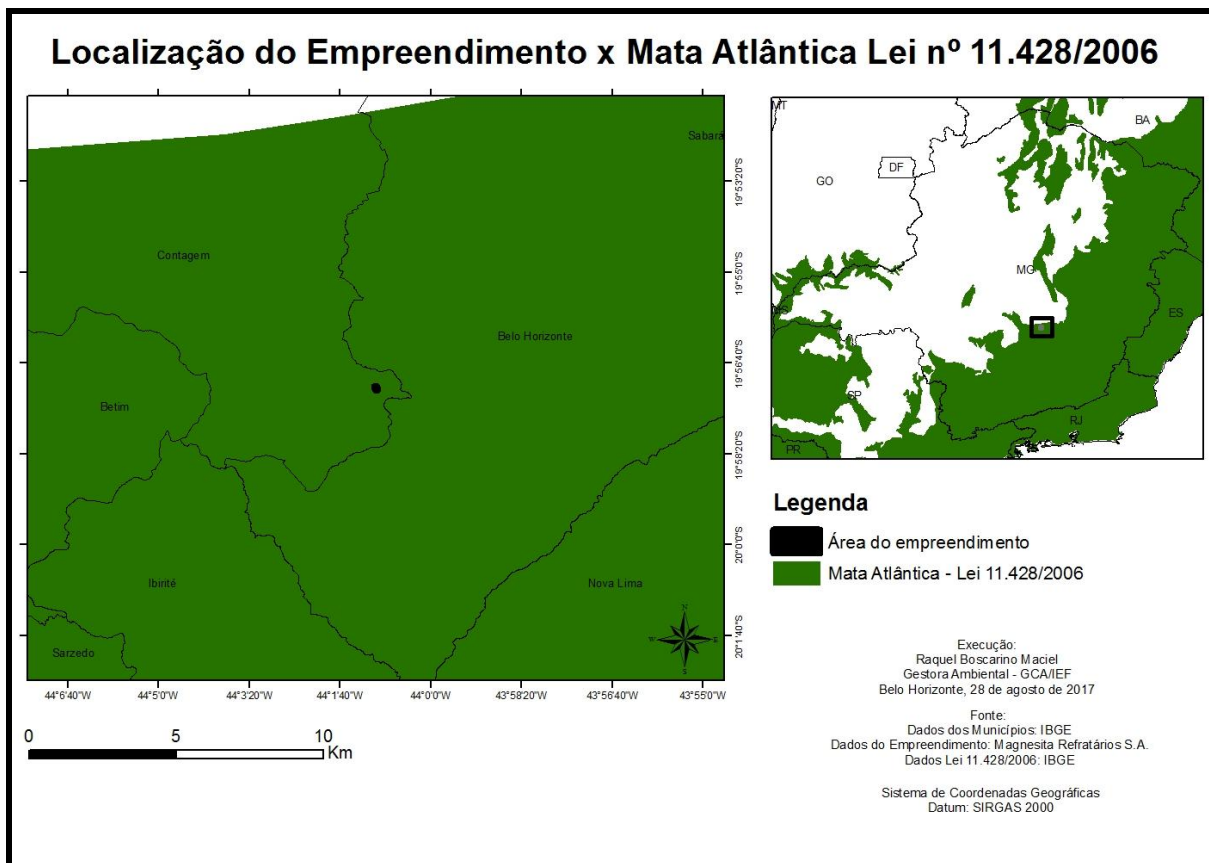 Localização do Empreendimento x Mata Atlântica Lei nº 11.428/2006
Sabará
Contagem
Belo Horizonte
Betim
Ibirité
Nova Lima
Sarzedo
N
W
E
S
19°53'20"S
19°55'0"S
19°56'40"S
19°58'20"S
20°0'0"S
20°1'40"S
44°6'40"W
44°5'0"W
44°3'20"W
44°1'40"W
44°0'0"W
43°58'20"W
43°56'40"W
43°55'0"W
0
5
10
Km
MT
BA
DF
GO
MG
MS
ES
SP
RJ
PR
Legenda
Área do empreendimento
Mata Atlântica - Lei 11.428/2006
Execução:
Raquel Boscarino Maciel
Gestora Ambiental - GCA/IEF
Belo Horizonte, 28 de agosto de 2017
Fonte:
Dados dos Municípios: IBGE
Dados do Empreendimento: Magnesita Refratários S.A.
Dados Lei 11.428/2006: IBGE
Sistema de Coordenadas Geográficas
Datum: SIRGAS 2000